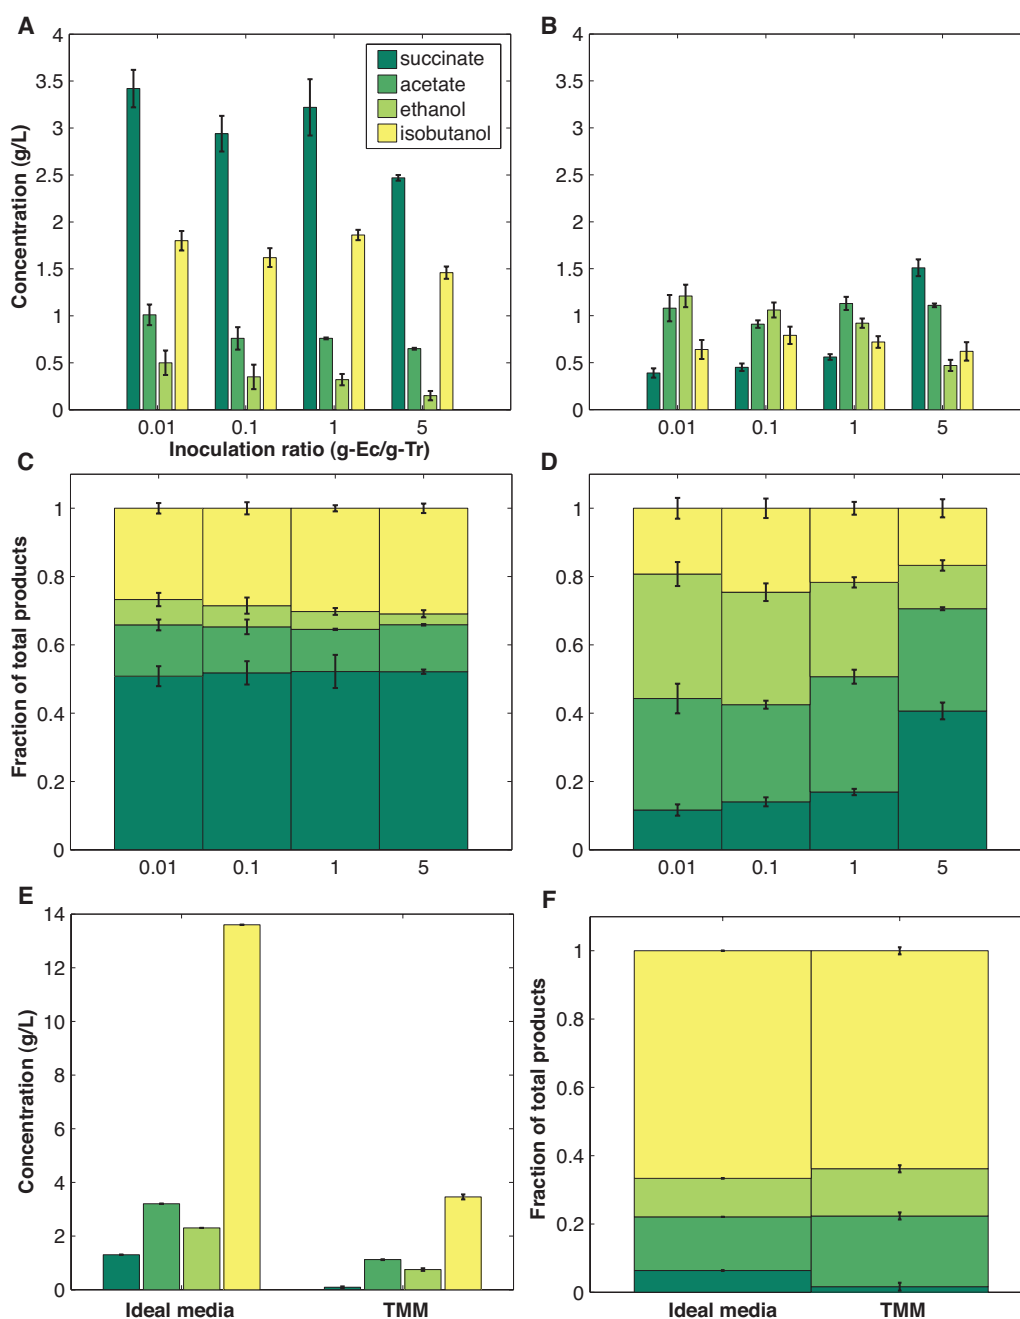 A
B
4
3.5
3
2.5
2
1.5
1
0.5
0
Concentration (g/L)
succinate
acetate
ethanol
isobutanol
0.01 0.1 1 5
Inoculation ratio (g-Ec/g-Tr)
4
3.5
3
2.5
2
1.5
1
0.5
0
0.01 0.1 1 5
C
D
1
0.8
0.6
0.4
0.2
0
Fraction of total products
0.01 0.1 1 5
1
0.8
0.6
0.4
0.2
0
0.01 0.1 1 5
E
F
14
12
10
8
6
4
2
0
Concentration (g/L)
Ideal media TMM
1
0.8
0.6
0.4
0.2
0
Fraction of total products
Ideal media TMM